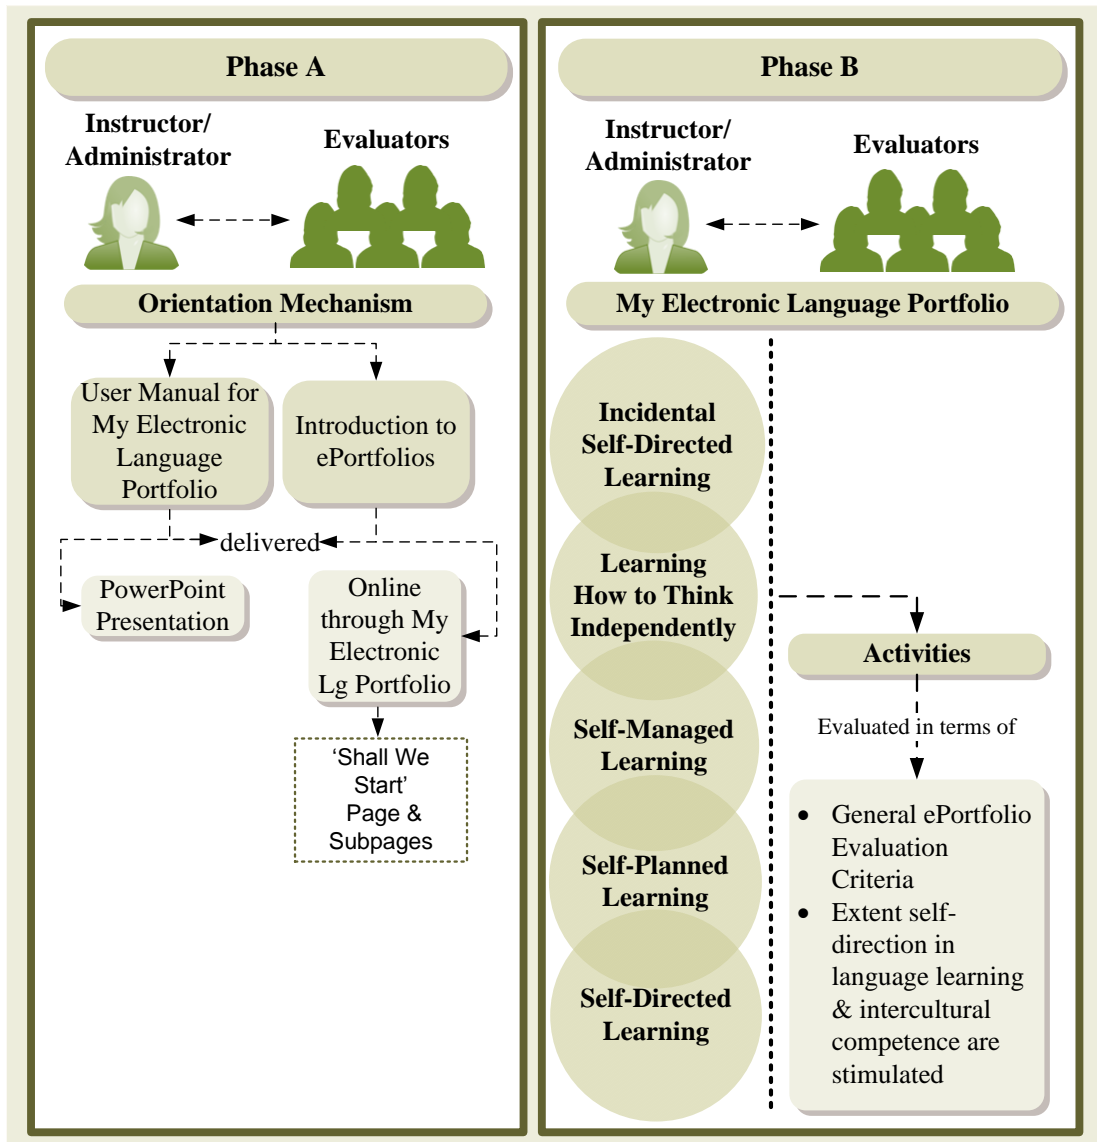 Phase A
Instructor/
Administrator
Evaluators
Orientation Mechanism
User Manual for
My Electronic
Language
Portfolio
Introduction to
ePortfolios
delivered
PowerPoint
Presentation
Online
through My
Electronic
Lg Portfolio
‘Shall We
Start’
Page &
Subpages
Phase B
Instructor/
Administrator
Evaluators
My Electronic Language Portfolio
Incidental
Self-Directed
Learning
Learning
How to Think
Independently
Self-Managed
Learning
Self-Planned
Learning
Self-Directed
Learning
Activities
Evaluated in terms of
• General ePortfolio
Evaluation
Criteria
• Extent self-
direction in
language learning
& intercultural
competence are
stimulated